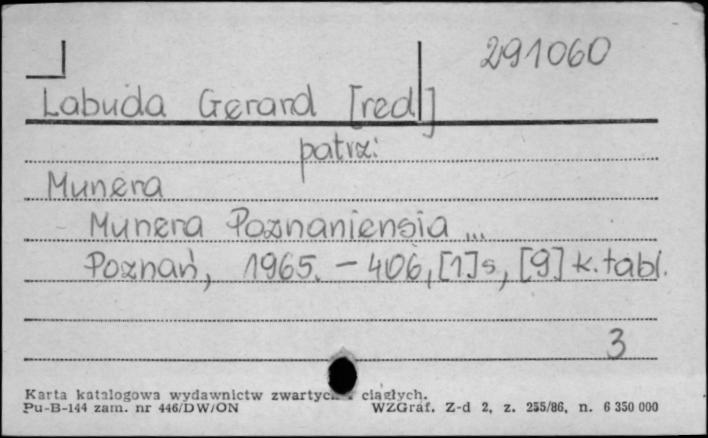 291060
Labuda Gerard [red]
patrz:
Munera
Munera Poznaniensia ...
Poznań, 1965. - 406, [1] s, [9] k. tabl.
3
Karta katalogowa wydawnictw ciągłych.
Pu-B-144 zam. nr 446/DW/ON WZGraf. Z-d 2, z. 255/86, n. 6 350 000